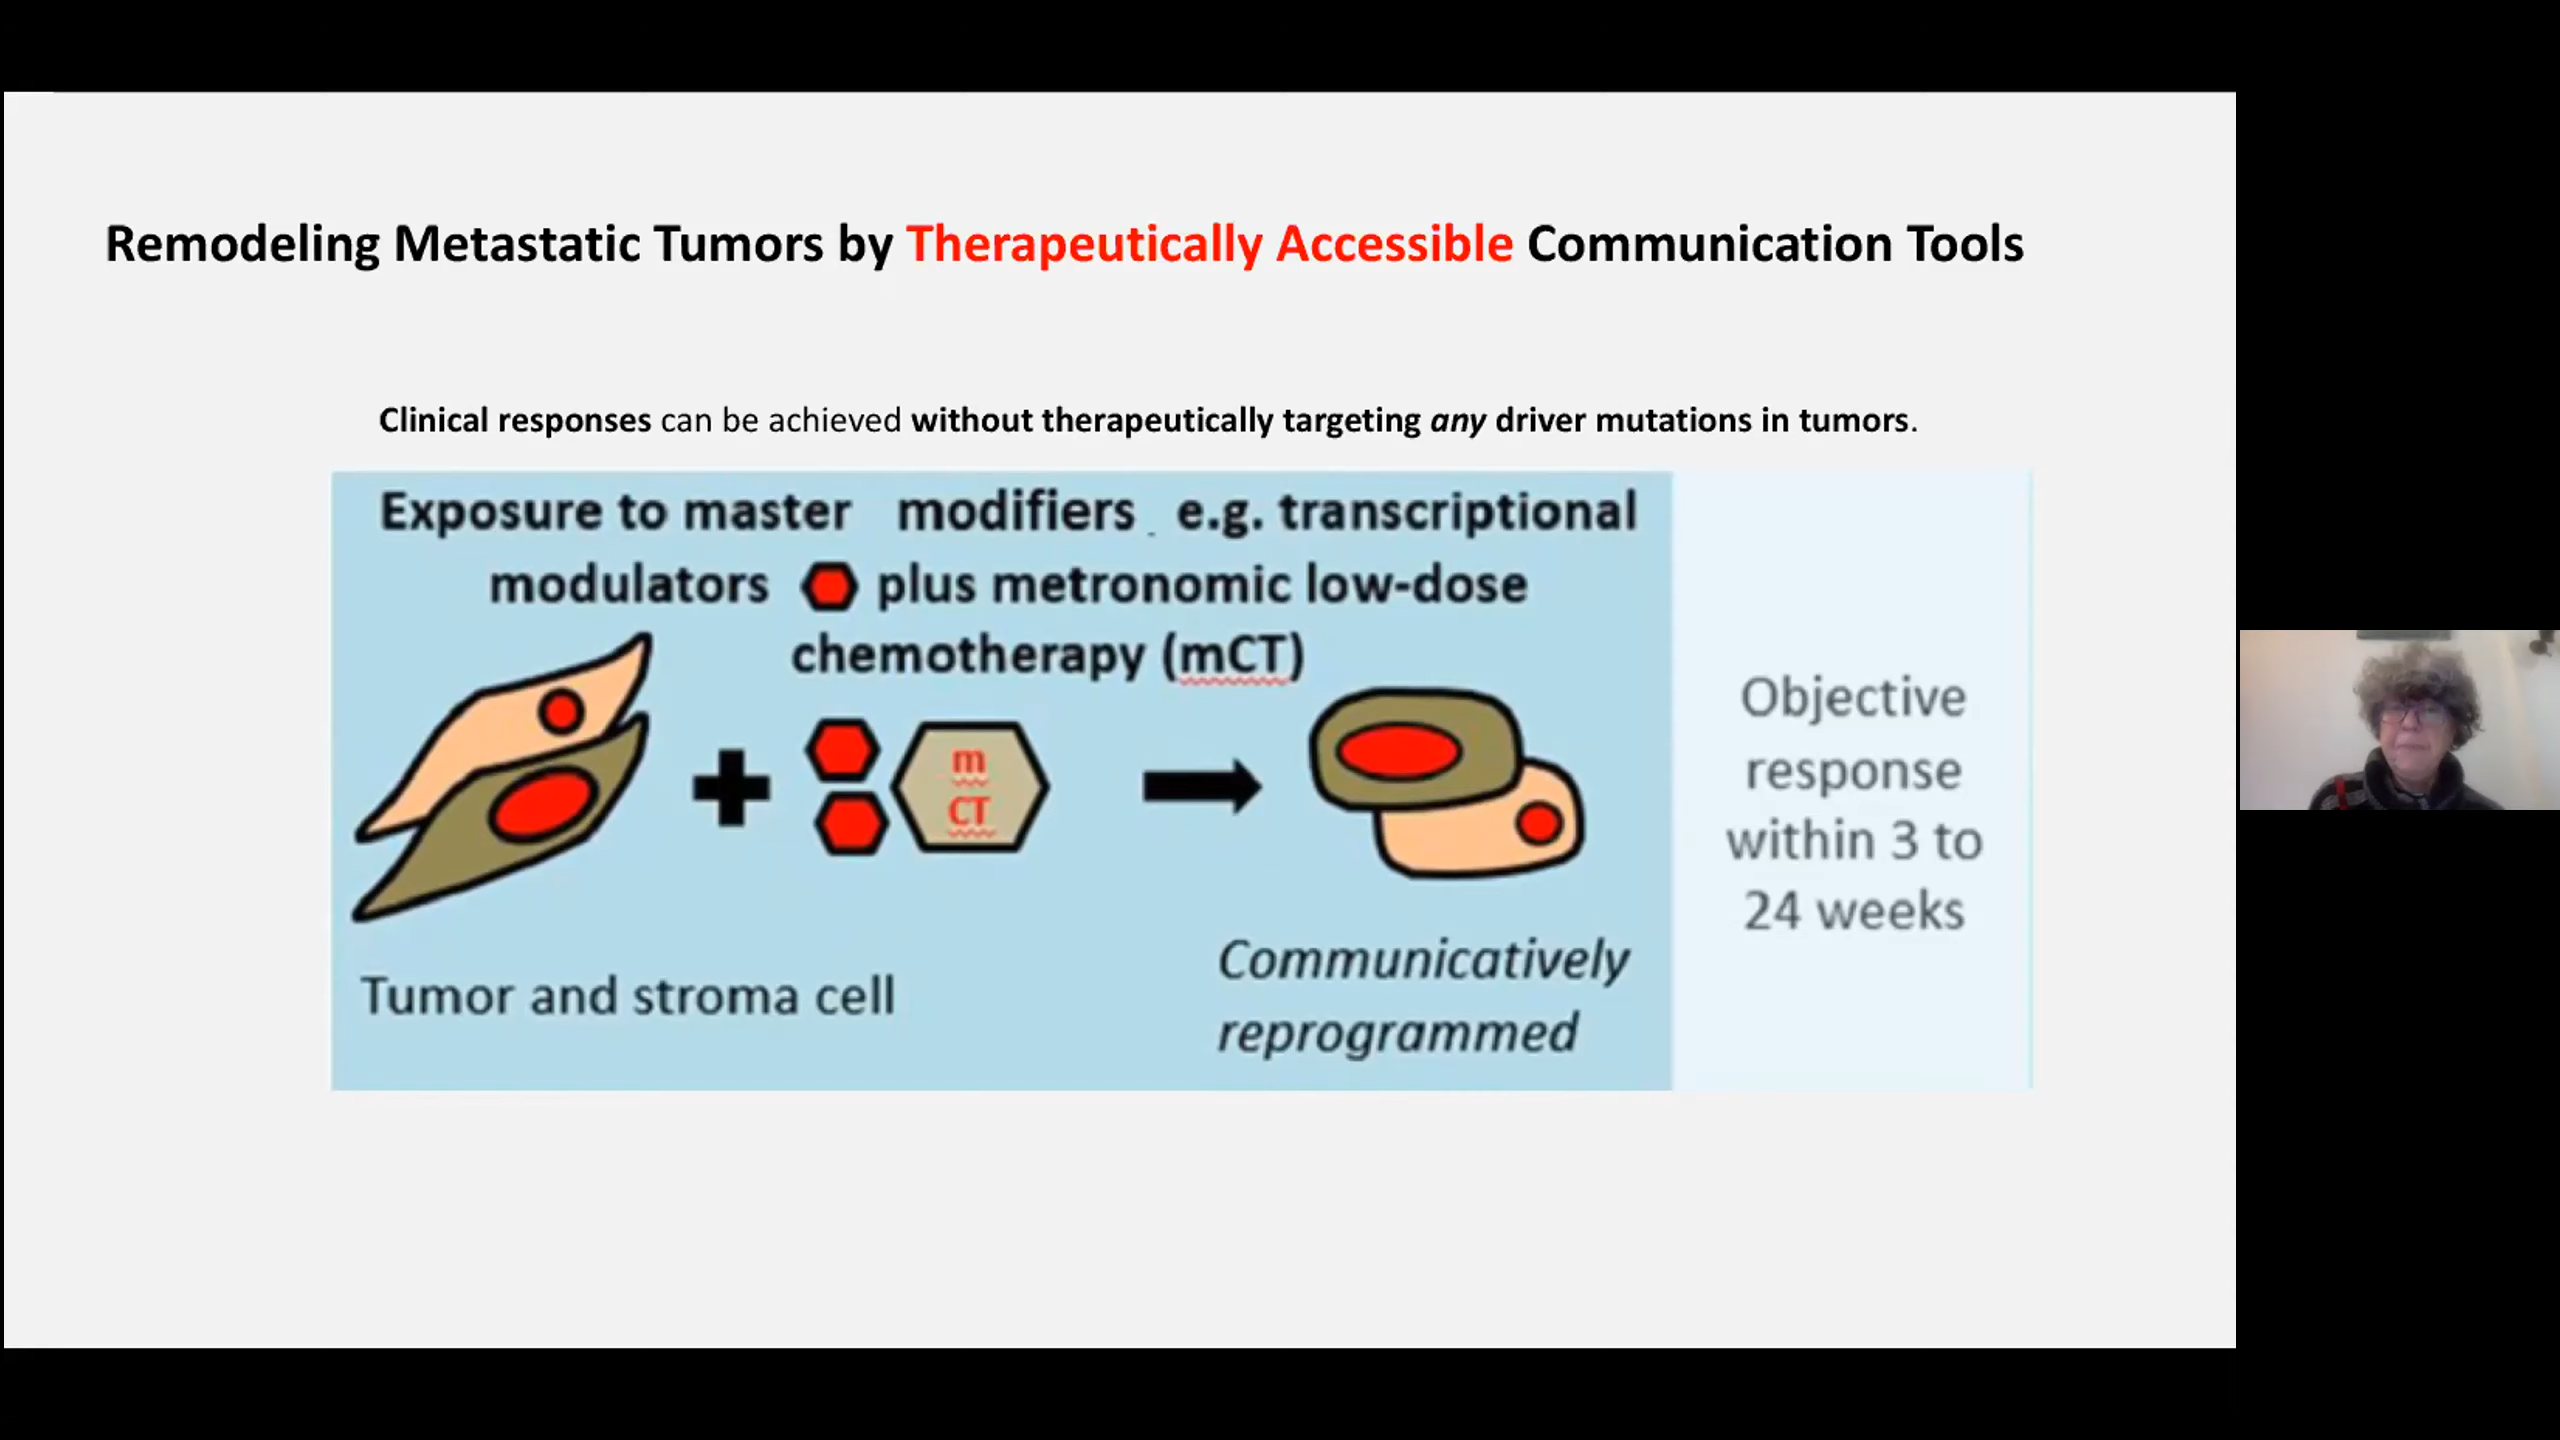 Remodeling Metastatic Tumors by Therapeutically Accessible Communication Tools
Clinical responses can be achieved without therapeutically targeting any driver mutations in tumors.
Exposure to master modifiers . e.g. transcriptional
modulators plus metronomic low-dose
chemotherapy (mCT)
m
CT
Tumor and stroma cell
Communicatively
reprogrammed
Objective
response
within 3 to
24 weeks